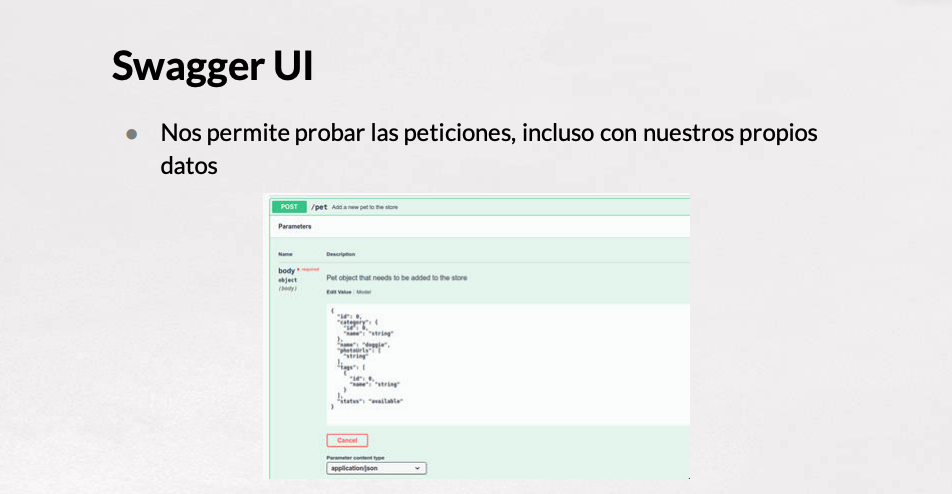 Swagger UI
● Nos permite probar las peticiones, incluso con nuestros propios
datos
POST /pet Add a new pet to the store
Parameters
Name Description
body * required Pet object that needs to be added to the store
object
(body)
Edit Value | Model
{
"id": 0,
"category": {
"id": 0,
"name": "string"
},
"name": "doggie",
"photoUrls": [
"string"
],
"tags": [
{
"id": 0,
"name": "string"
}
],
"status": "available"
}
Cancel
Parameter content type
application/json